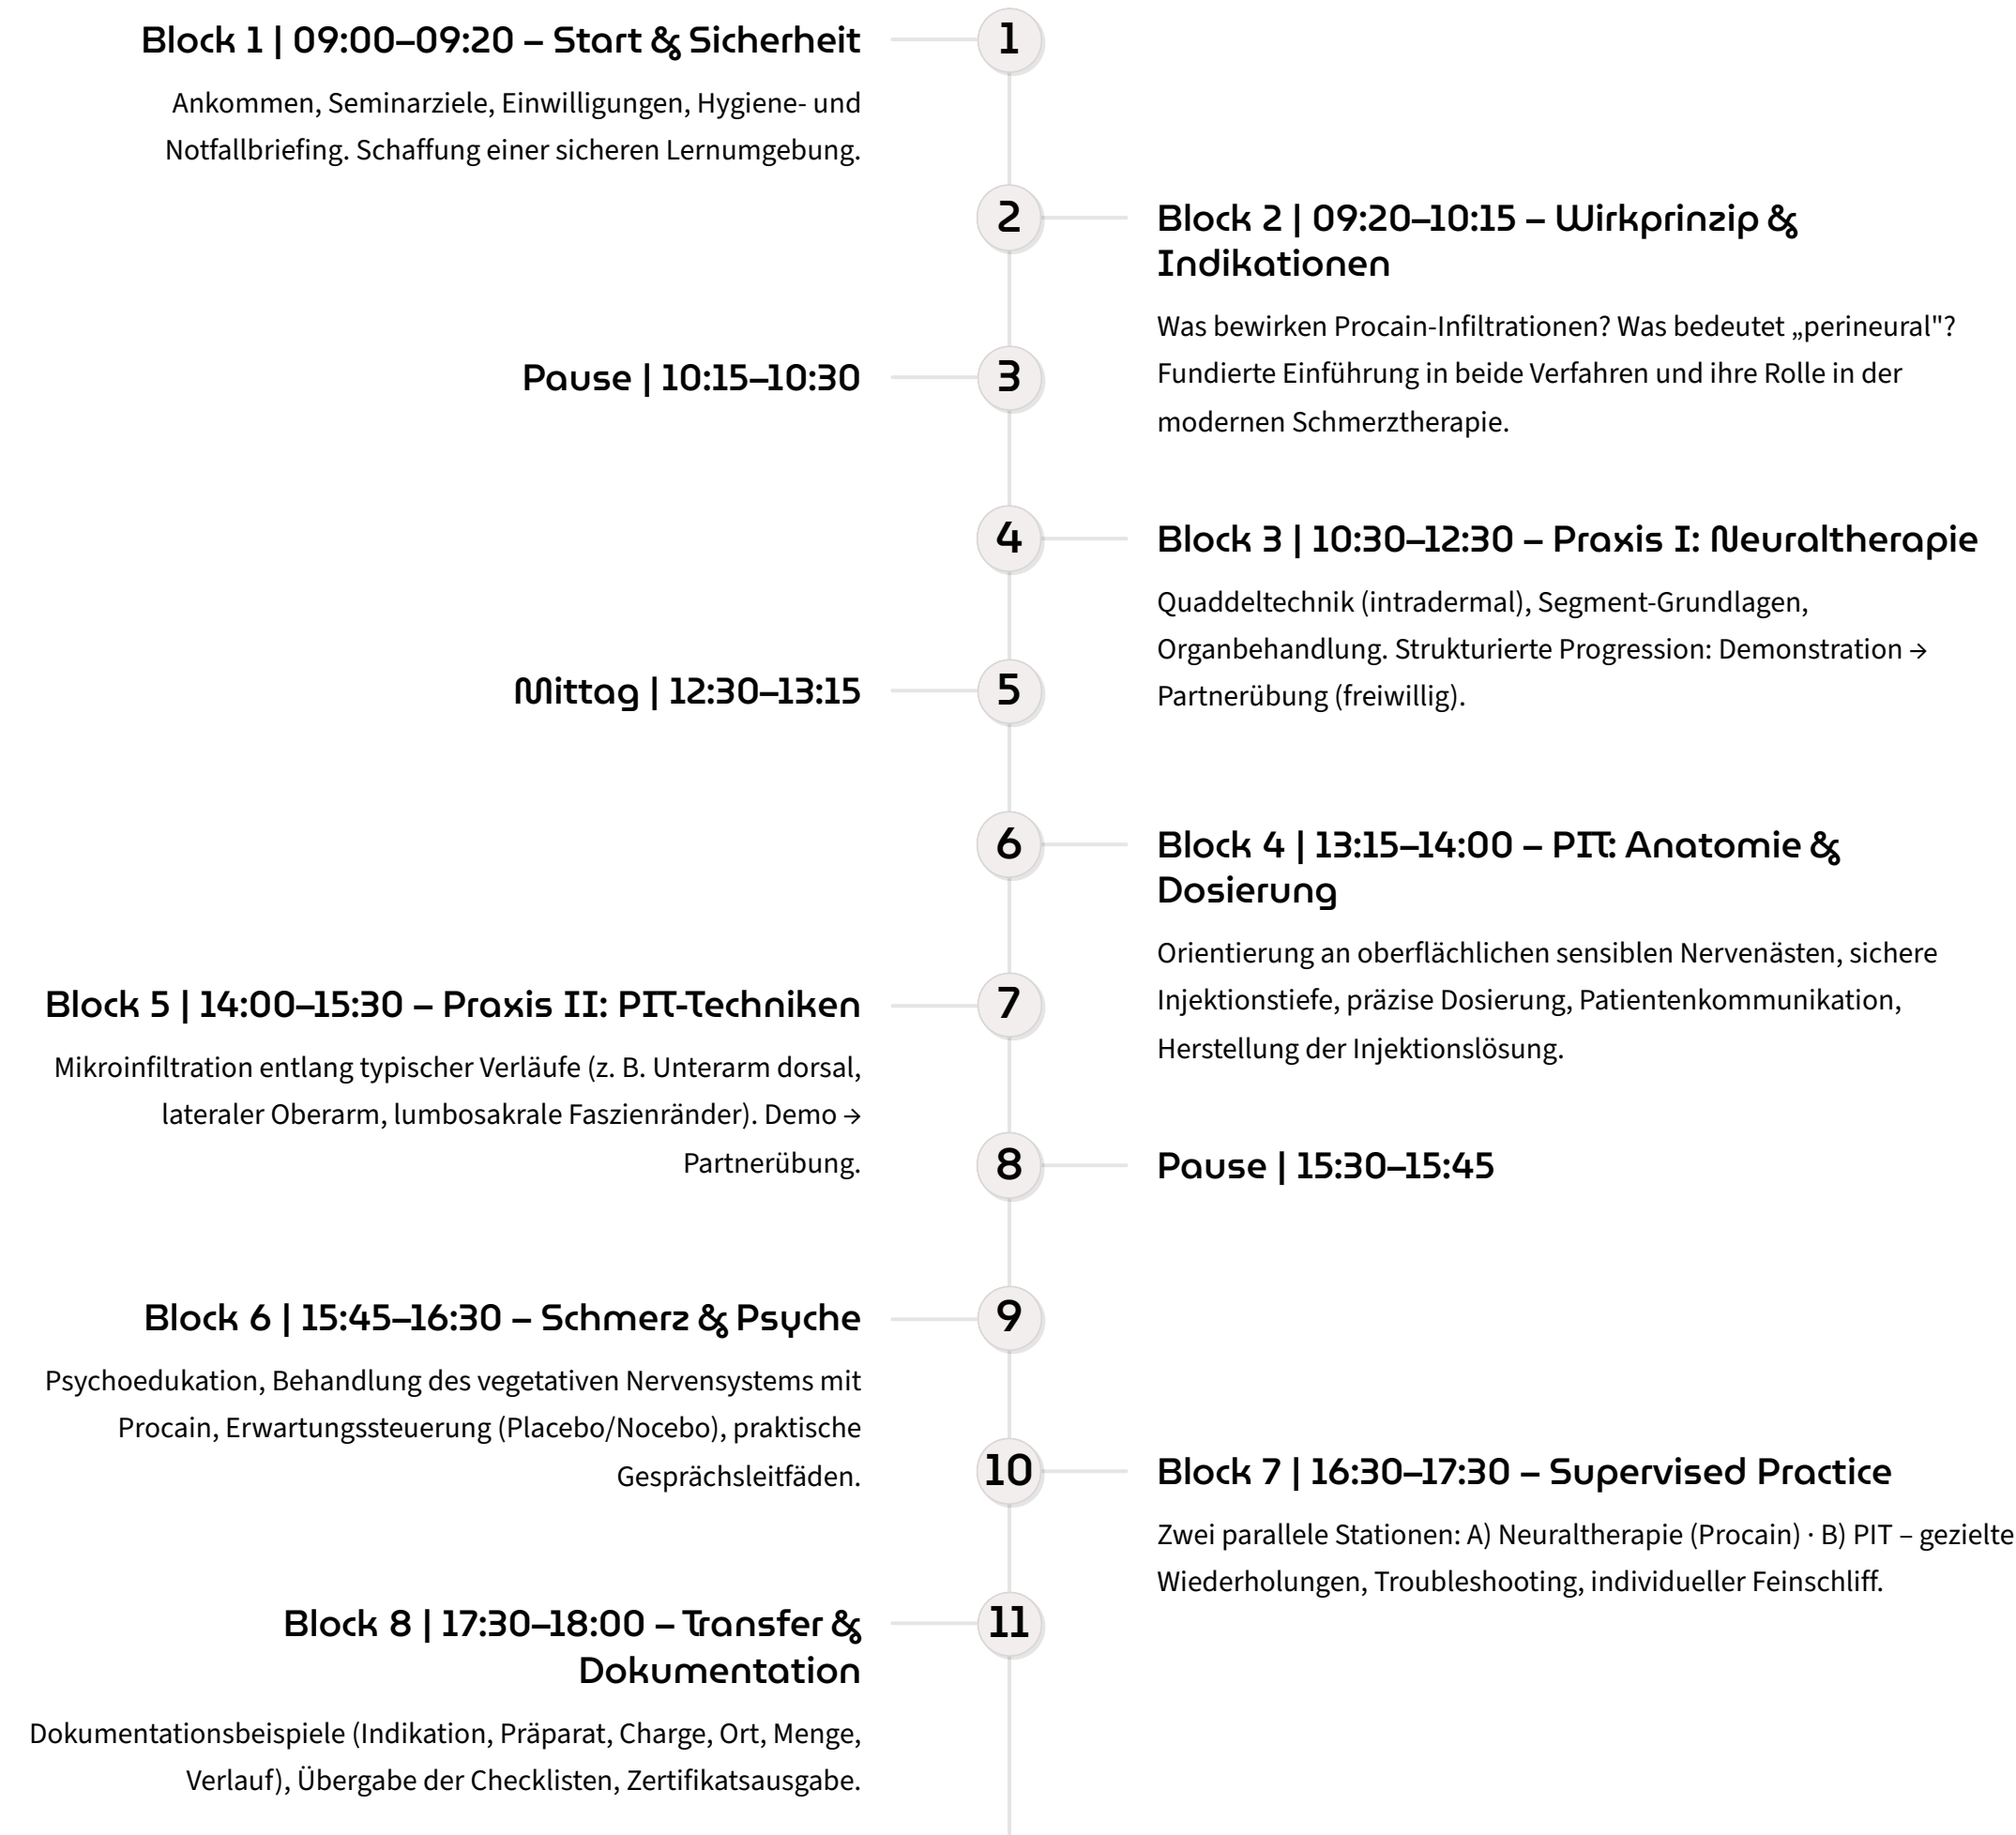 Block 1 | 09:00–09:20 – Start & Sicherheit
1
Ankommen, Seminarziele, Einwilligungen, Hygiene- und
Notfallbriefing. Schaffung einer sicheren Lernumgebung.
2
Block 2 | 09:20–10:15 – Wirkprinzip &
Indikationen
Was bewirken Procain-Infiltrationen? Was bedeutet „perineural"?
Fundierte Einführung in beide Verfahren und ihre Rolle in der
modernen Schmerztherapie.
Pause | 10:15–10:30
3
4
Block 3 | 10:30–12:30 – Praxis I: Neuraltherapie
Quaddeltechnik (intradermal), Segment-Grundlagen,
Organbehandlung. Strukturierte Progression: Demonstration →
Partnerübung (freiwillig).
Mittag | 12:30–13:15
5
6
Block 4 | 13:15–14:00 – PIT: Anatomie &
Dosierung
Orientierung an oberflächlichen sensiblen Nervenästen, sichere
Injektionstiefe, präzise Dosierung, Patientenkommunikation,
Herstellung der Injektionslösung.
Block 5 | 14:00–15:30 – Praxis II: PIT-Techniken
7
Mikroinfiltration entlang typischer Verläufe (z. B. Unterarm dorsal,
lateraler Oberarm, lumbosakrale Faszienränder). Demo →
Partnerübung.
8
Pause | 15:30–15:45
Block 6 | 15:45–16:30 – Schmerz & Psyche
9
Psychoedukation, Behandlung des vegetativen Nervensystems mit
Procain, Erwartungssteuerung (Placebo/Nocebo), praktische
Gesprächsleitfäden.
10
Block 7 | 16:30–17:30 – Supervised Practice
Zwei parallele Stationen: A) Neuraltherapie (Procain) · B) PIT – gezielte
Wiederholungen, Troubleshooting, individueller Feinschliff.
Block 8 | 17:30–18:00 – Transfer &
Dokumentation
11
Dokumentationsbeispiele (Indikation, Präparat, Charge, Ort, Menge,
Verlauf), Übergabe der Checklisten, Zertifikatsausgabe.